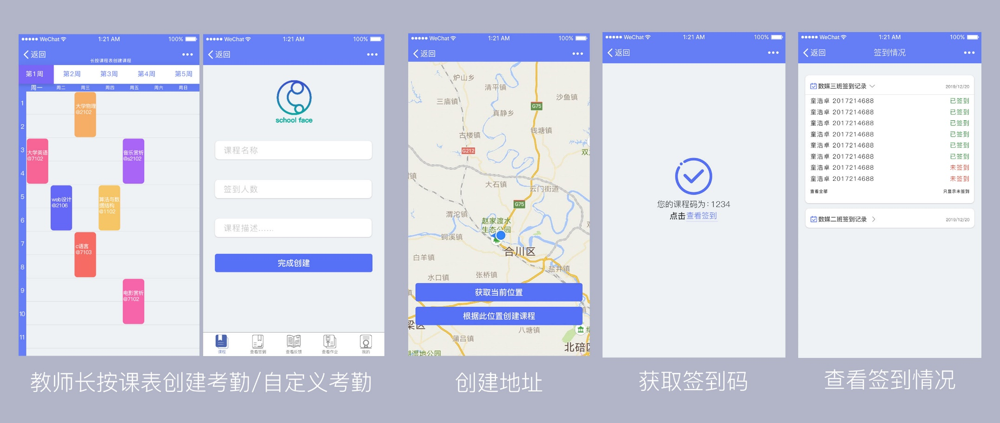 WeChat 1:21 AM 100%
返回
长按课程表创建课程
第1周 第2周 第3周 第4周 第5周
周一 周二 周三 周四 周五 周六 周日
1
2
3
4
5
6
7
8
9
10
11
大学物理
@2102
大学英语
@7102
音乐赏析
@s2102
web设计
@2106
算法与数
据结构
@1102
c语言
@7103
电影赏析
@7102
WeChat 1:21 AM 100%
返回
school face
课程名称
签到人数
课程描述......
完成创建
课程 查看签到 查看反馈 查看作业 我的
教师长按课表创建考勤/自定义考勤
WeChat 1:21 AM 100%
返回
炉山乡
清平镇
三庙镇
沙鱼镇
G75
真静乡
钱塘镇
古楼镇
G212
双
镇
大石镇
云门街道
G75
渭沱镇
赵家渡水
生态公园
铜溪镇
合川区
白羊镇
盐井镇
张桥镇
水口镇
获取当前位置
根据此位置创建课程
梁区
八塘镇
蒲吕镇
北碚区
湿地公园
创建地址
WeChat 1:21 AM 100%
返回
您的课程码为:1234
点击查看签到
获取签到码
WeChat 1:21 AM 100%
返回 签到情况
数媒三班签到记录 2019/12/20
童浩卓 2017214688 已签到
童浩卓 2017214688 已签到
童浩卓 2017214688 已签到
童浩卓 2017214688 已签到
童浩卓 2017214688 已签到
童浩卓 2017214688 已签到
童浩卓 2017214688 未签到
童浩卓 2017214688 未签到
查看全部 只显示未签到
数媒二班签到记录 2019/12/20
查看签到情况